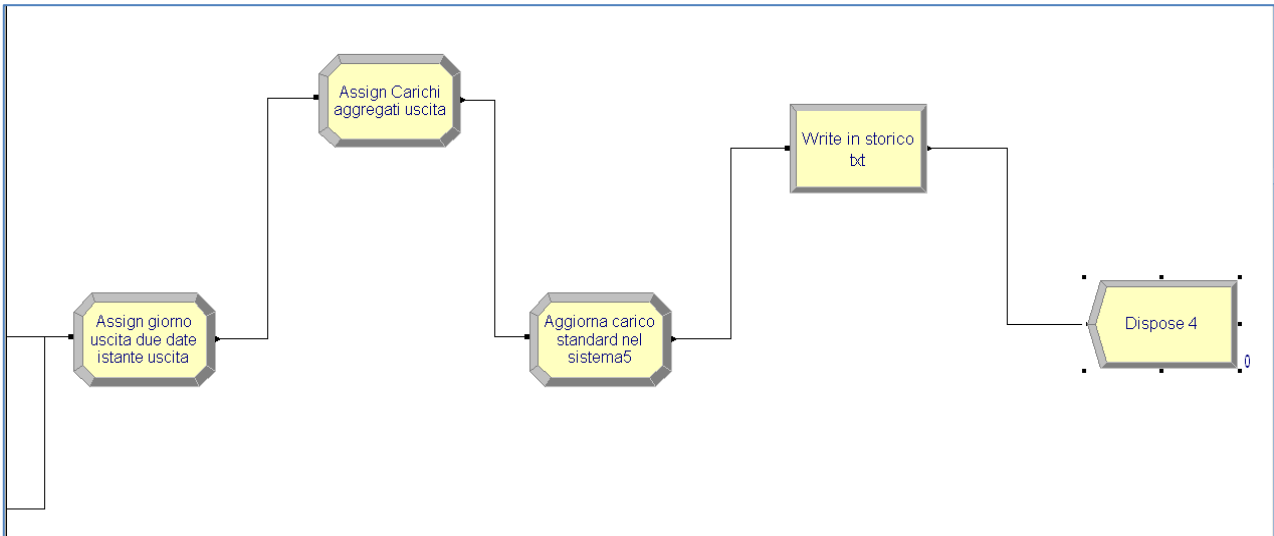 Assign giorno
uscita due date
istante uscita
Assign Carichi
aggregati uscita
Aggiorna carico
standard nel
sistema5
Write in storico
txt
Dispose 4
0